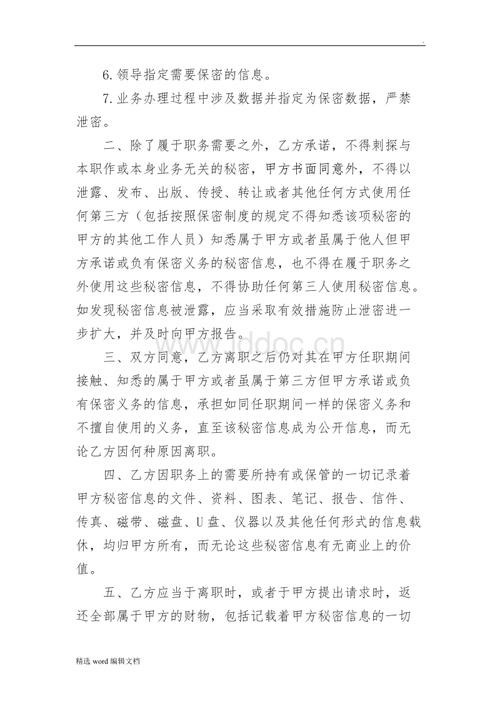 6.领导指定需要保密的信息。
7.业务办理过程中涉及数据并指定为保密数据，严禁
泄密。
二、除了履于职务需要之外，乙方承诺，不得刺探与
本职作或本身业务无关的秘密，甲方书面同意外，不得以
泄露、发布、出版、传授、转让或者其他任何方式使用任
何第三方（包括按照保密制度的规定不得知悉该项秘密的
甲方的其他工作人员）知悉属于甲方或者虽属于他人但甲
方承诺或负有保密义务的秘密信息，也不得在履于职务之
外使用这些秘密信息，不得协助任何第三人使用秘密信息。
如发现秘密信息被泄露，应当采取有效措施防止泄密进一
步扩大，并及时向甲方报告。
三、双方同意，乙方离职之后仍对其在甲方任职期间
接触、知悉的属于甲方或者虽属于第三方但甲方承诺或负
有保密义务的信息，承担如同任职期间一样的保密义务和
不擅自使用的义务，直至该秘密信息成为公开信息，而无
论乙方因何种原因离职。
四、乙方因职务上的需要所持有或保管的一切记录着
甲方秘密信息的文件、资料、图表、笔记、报告、信件、
传真、磁带、磁盘、U 盘、仪器以及其他任何形式的信息载
休，均归甲方所有，而无论这些秘密信息有无商业上的价
值。
五、乙方应当于离职时，或者于甲方提出请求时，返
还全部属于甲方的财物，包括记载着甲方秘密信息的一切
精选 word 编辑文档